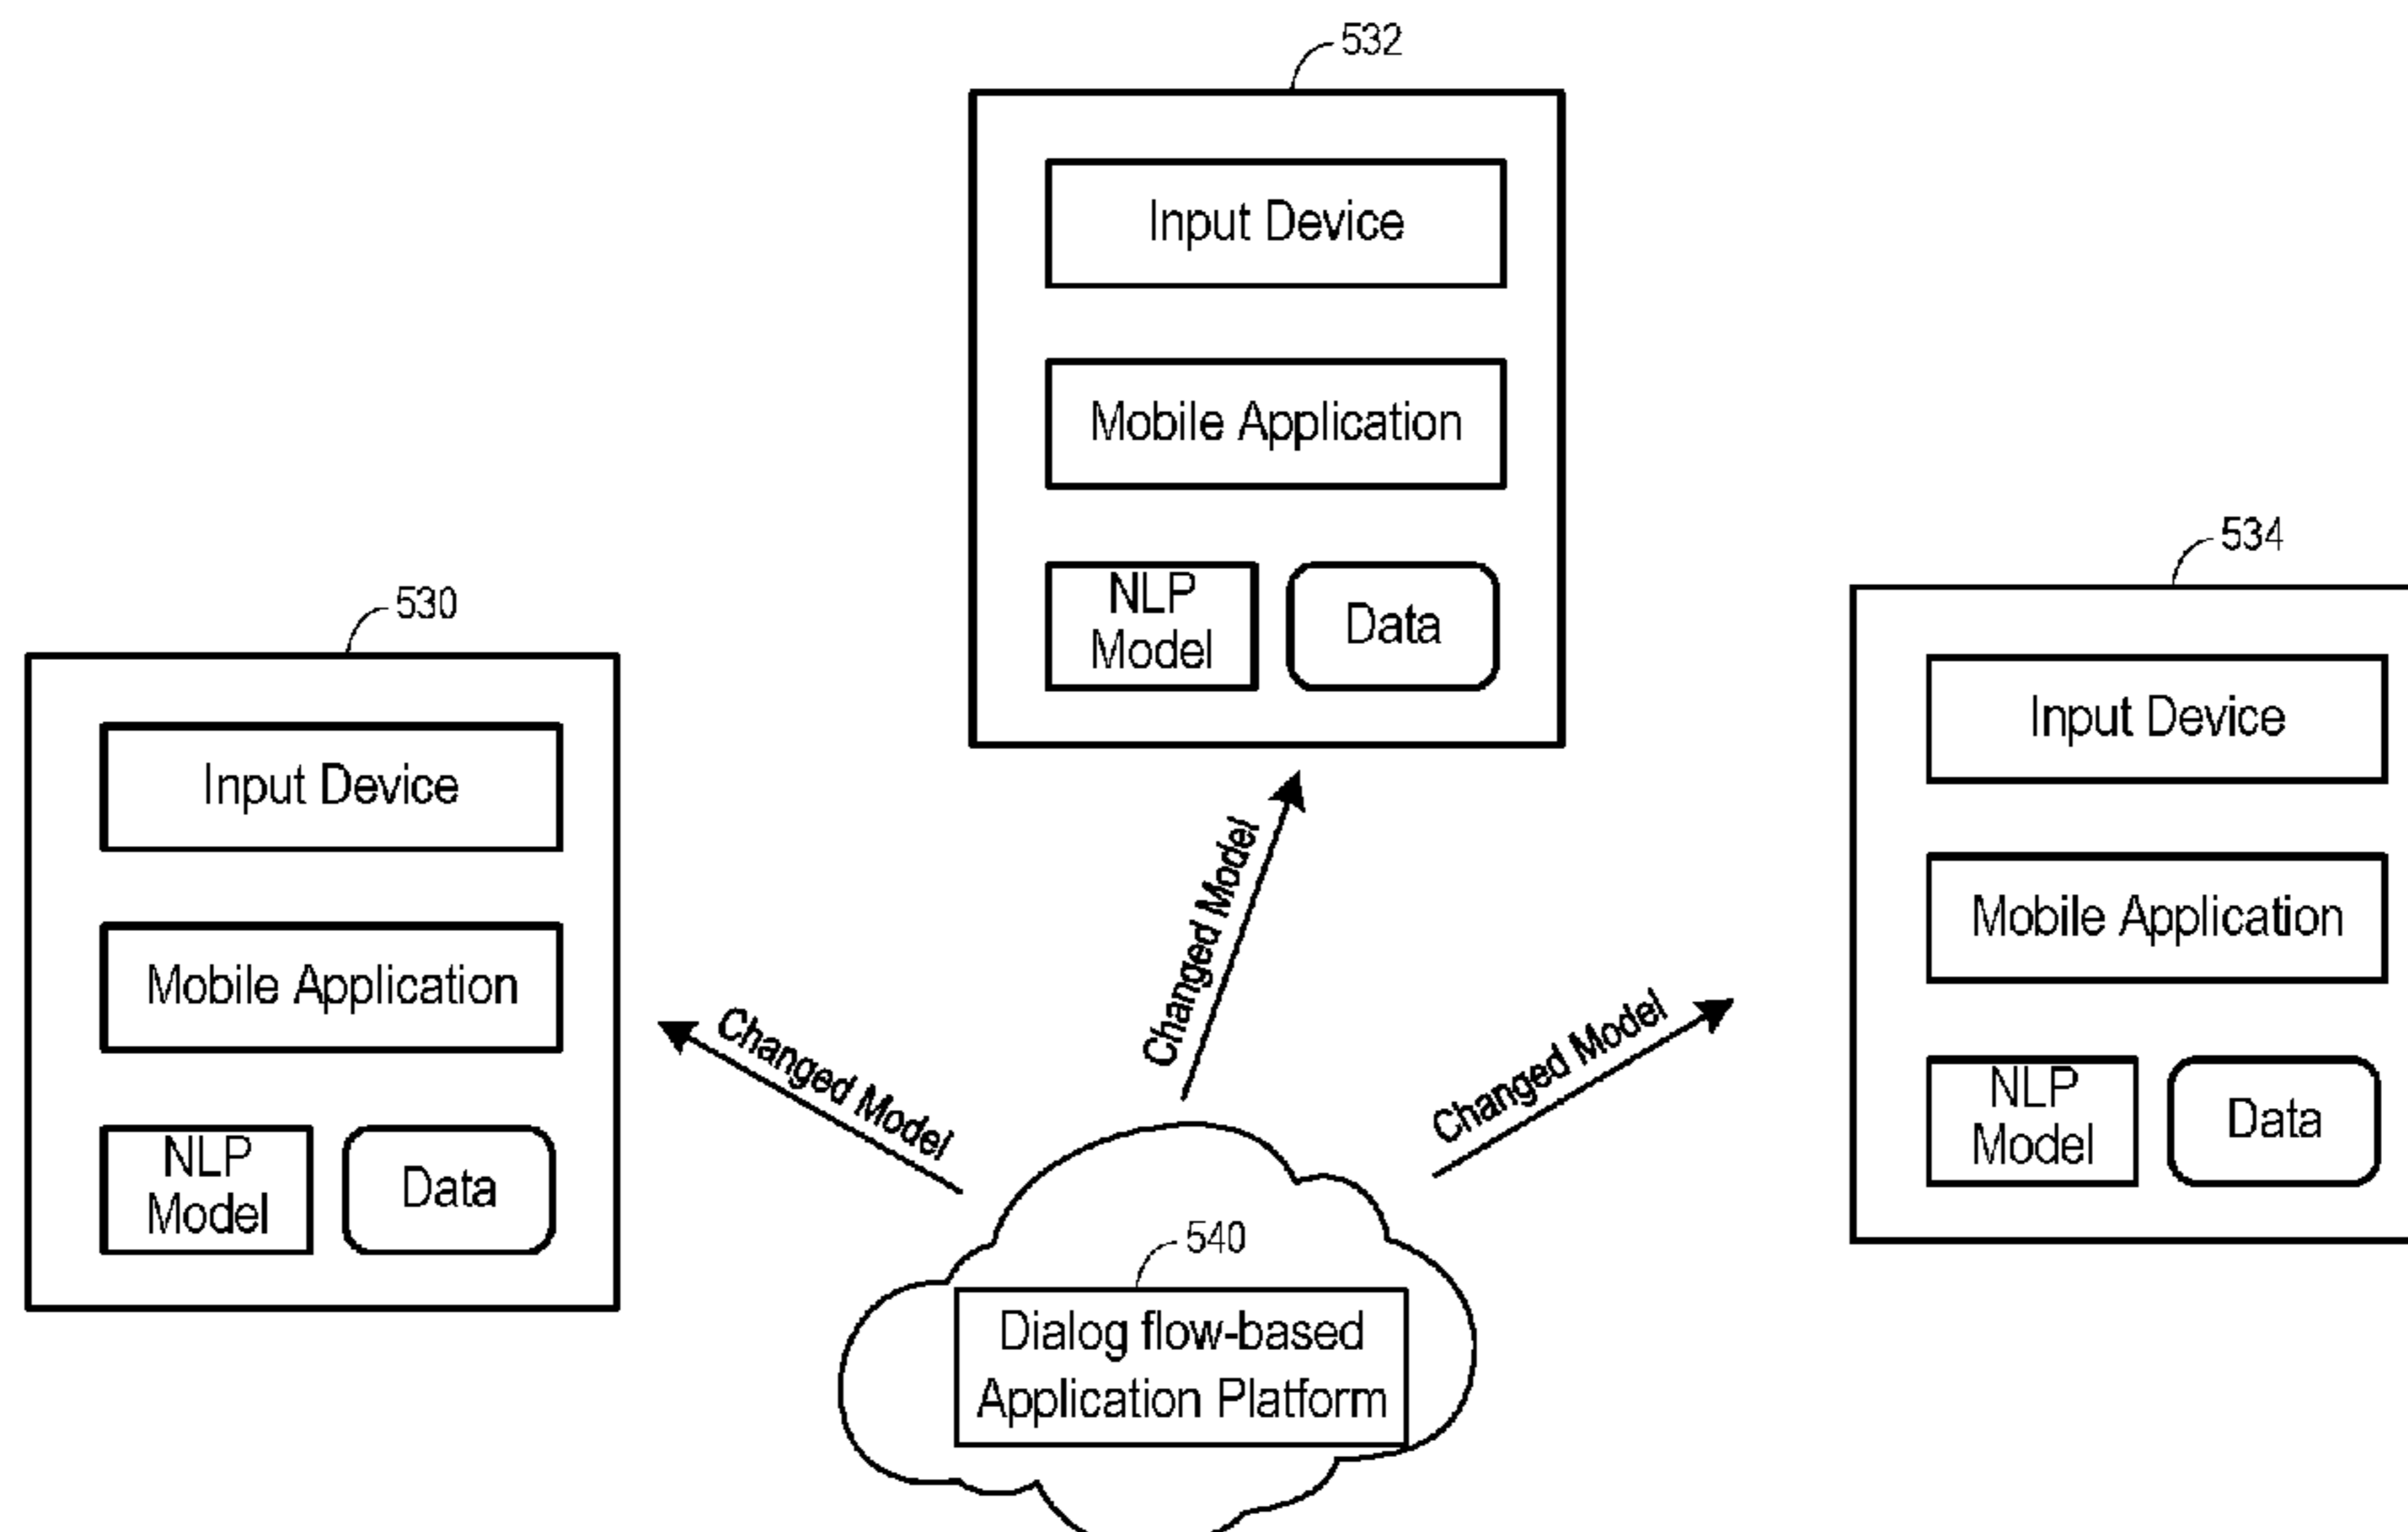 532
Input Device
Mobile Application
NLP
Model
Data
530
Input Device
Mobile Application
NLP
Model
Data
534
Input Device
Mobile Application
NLP
Model
Data
Changed Model
Changed Model
Changed Model
540
Dialog flow-based
Application Platform